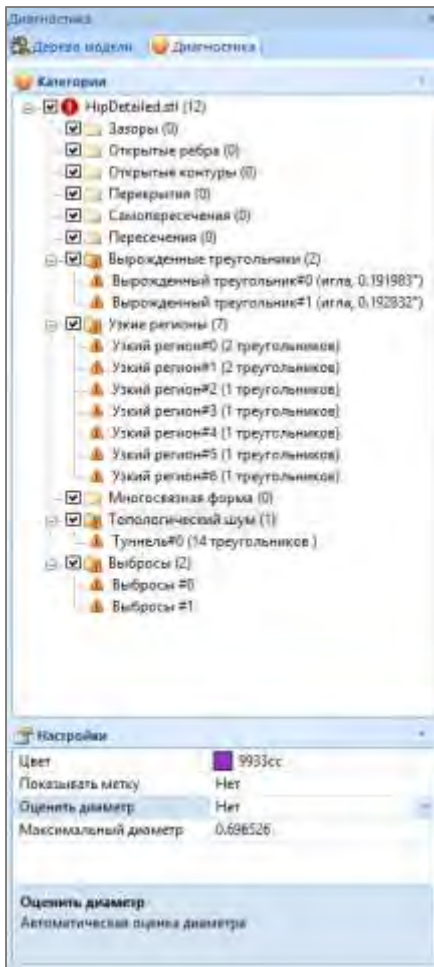 Диагностика
Дерево модели Диагностика
Категории
HipDetailed.stl (12)
Зазоры (0)
Открытые ребра (0)
Открытые контуры (0)
Перекрытия (0)
Самопересечения (0)
Пересечения (0)
Вырожденные треугольники (2)
Вырожденный треугольник#0 (игла, 0.191983°)
Вырожденный треугольник#1 (игла, 0.192832°)
Узкие регионы (7)
Узкий регион#0 (2 треугольников)
Узкий регион#1 (2 треугольников)
Узкий регион#2 (1 треугольников)
Узкий регион#3 (1 треугольников)
Узкий регион#4 (1 треугольников)
Узкий регион#5 (1 треугольников)
Узкий регион#6 (1 треугольников)
Многосвязная форма (0)
Топологический шум (1)
Туннель#0 (14 треугольников )
Выбросы (2)
Выбросы #0
Выбросы #1
Настройки
Цвет 9933cc
Показывать метку Нет
Оценить диаметр Нет
Максимальный диаметр 0.696526
Оценить диаметр
Автоматическая оценка диаметра